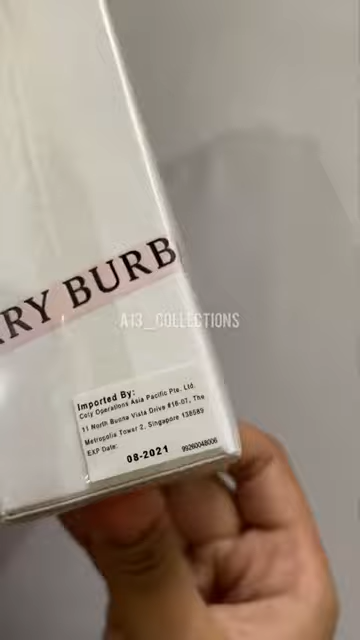 RY BURB
A13_COLLECTIONS
Imported By:
Coty Operations Asia Pacific Pte. Ltd.
11 North Buona Vista Drive #16-07, The
Metropolis Tower 2, Singapore 138589
EXP Date:
08-2021
99260048006